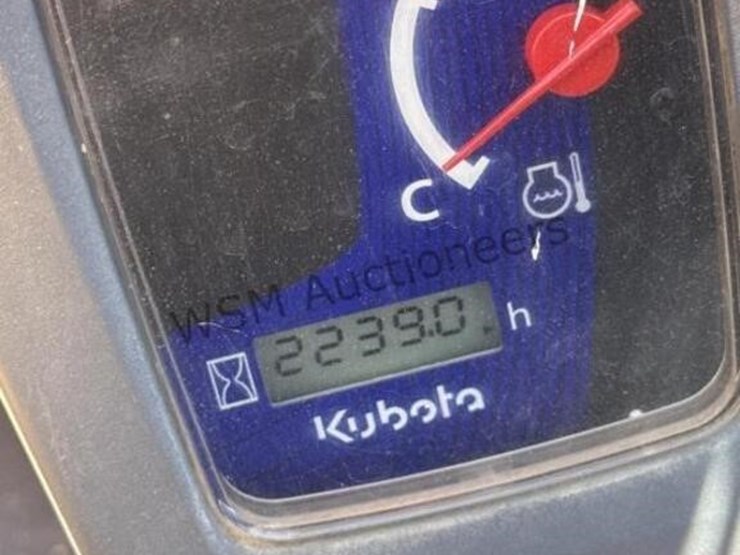 C
WSM Auctioneers
2239.0 h
Kubota